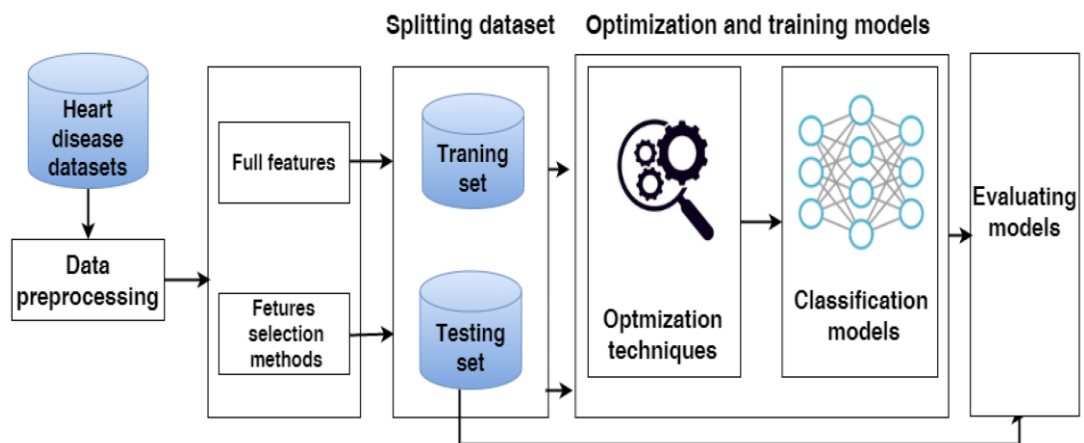 Splitting dataset
Optimization and training models
Heart
disease
datasets
Data
preprocessing
Full features
Fetures
selection
methods
Traning
set
Testing
set
Optmization
techniques
Classification
models
Evaluating
models